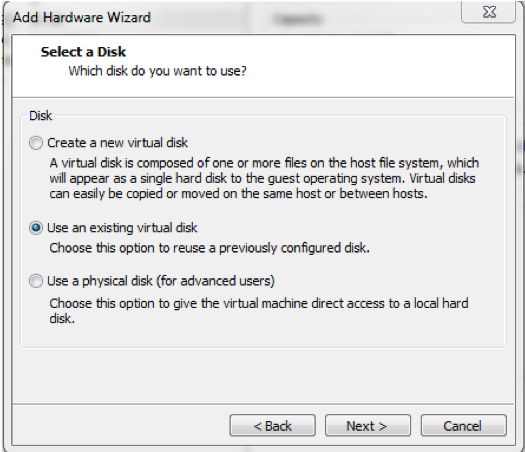 Add Hardware Wizard
Select a Disk
Which disk do you want to use?
Disk
Create a new virtual disk
A virtual disk is composed of one or more files on the host file system, which
will appear as a single hard disk to the guest operating system. Virtual disks
can easily be copied or moved on the same host or between hosts.
Use an existing virtual disk
Choose this option to reuse a previously configured disk.
Use a physical disk (for advanced users)
Choose this option to give the virtual machine direct access to a local hard
disk.
< Back
Next >
Cancel